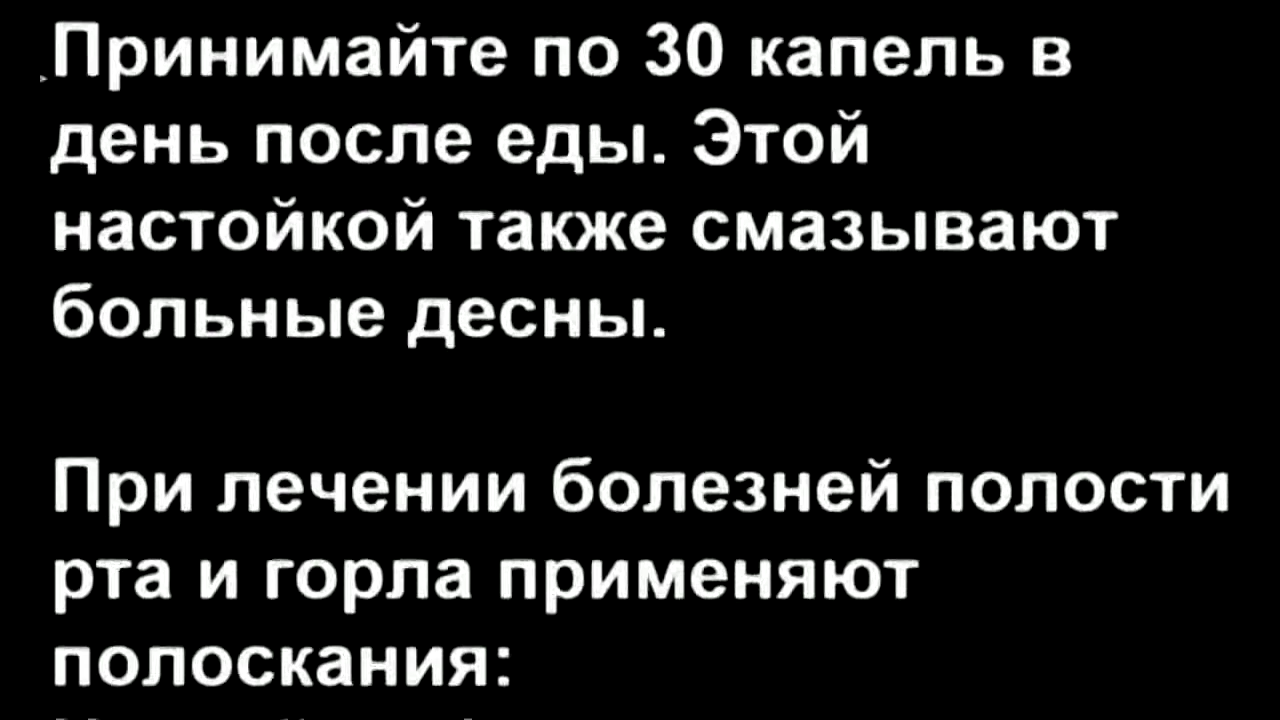 Принимайте по 30 капель в
день после еды. Этой
настойкой также смазывают
больные десны.
При лечении болезней полости
рта и горла применяют
полоскания: